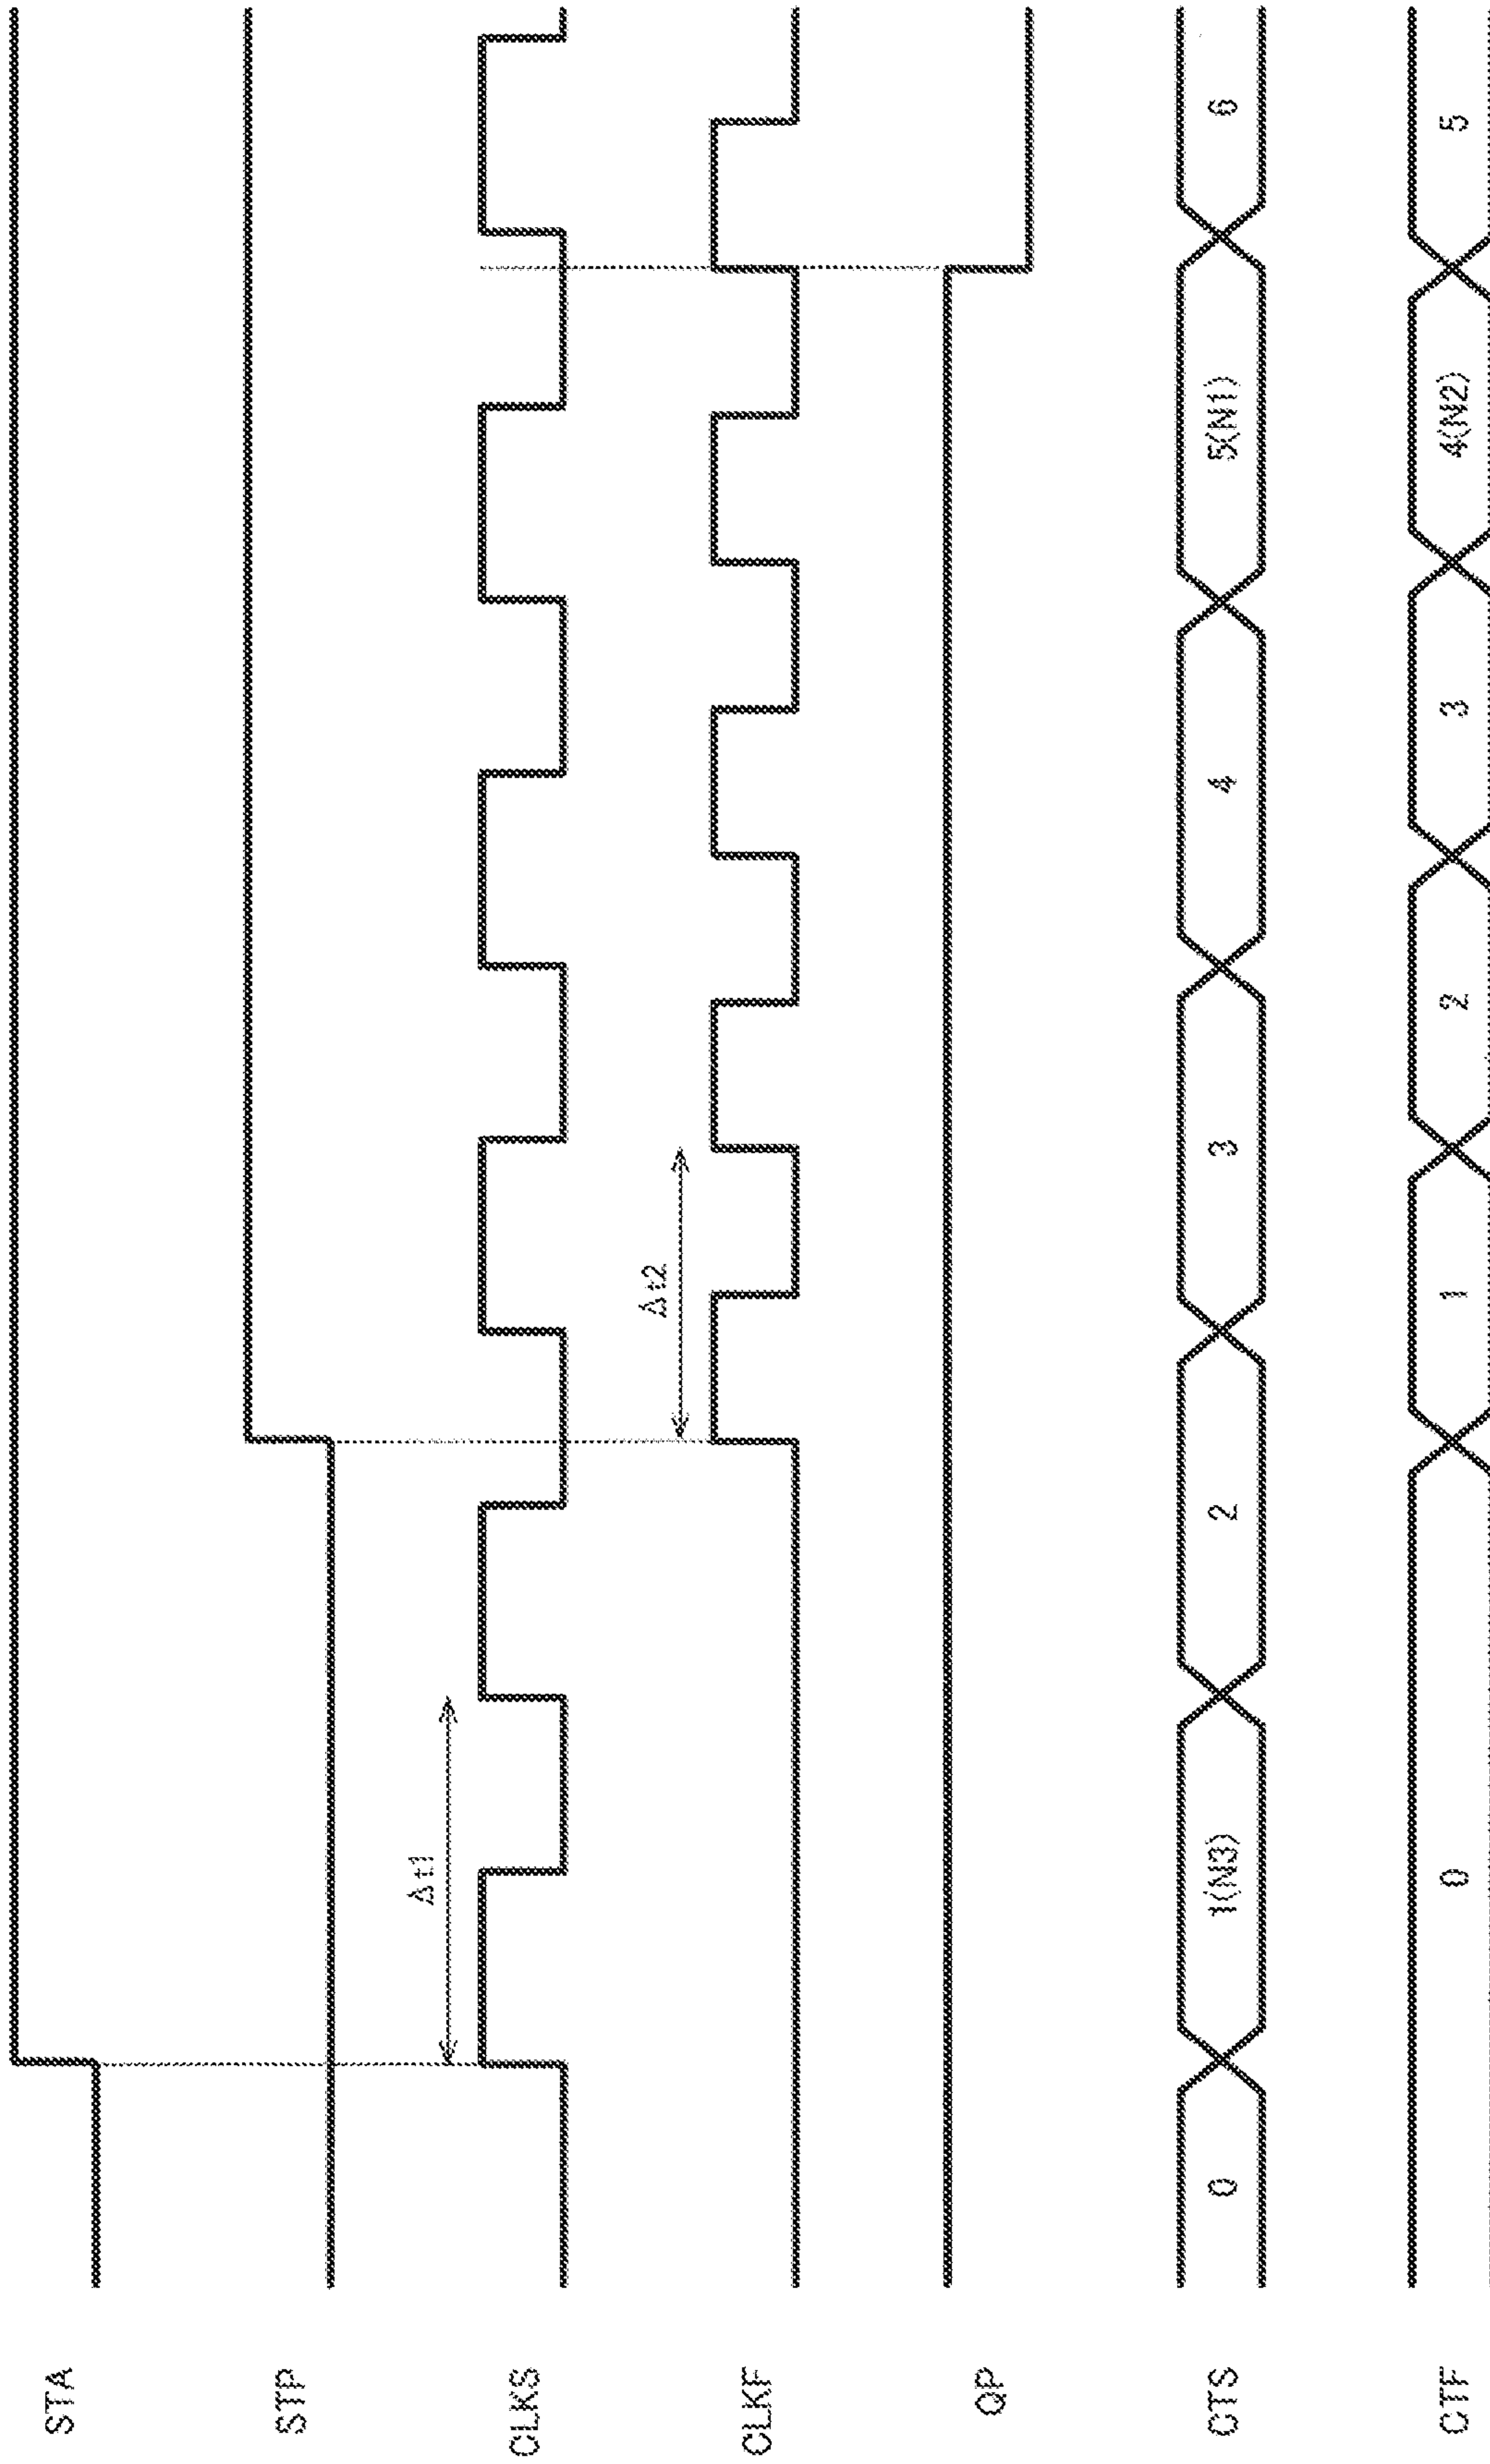 STA
STP
CLKS
Δt1
CLKF
Δt2
QP
CTS
0
1(N3)
2
3
4
5(N1)
6
CTF
0
1
2
3
4(N2)
5